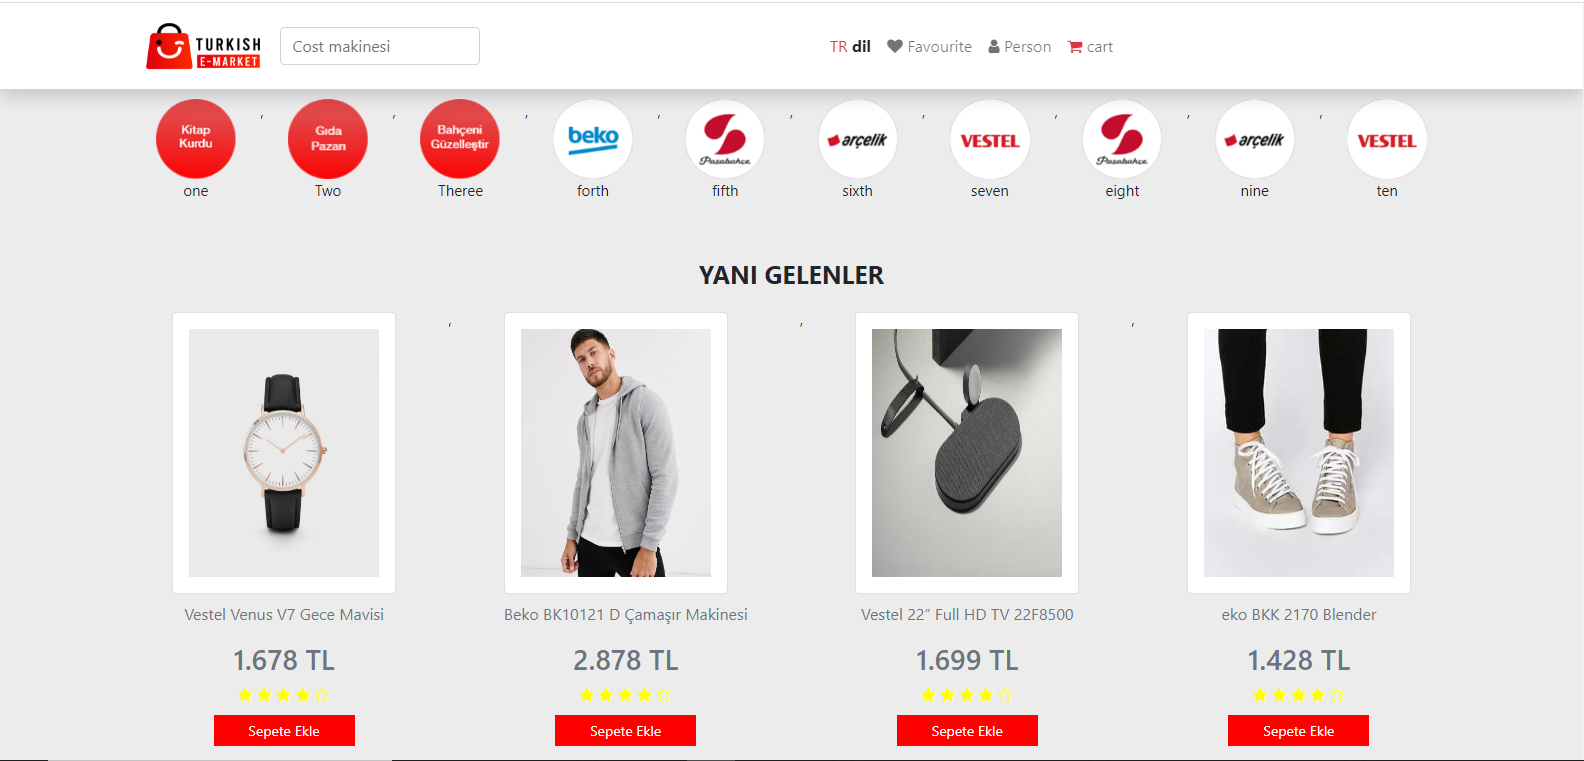 TURKISH
E-MARKET
Cost makinesi
TR dil Favourite Person cart
Kitap
Kurdu
,
Gıda
Pazarı
,
Bahçeni
Güzelleştir
,
beko
,
Paşabahçe
,
arçelik
,
VESTEL
,
Paşabahçe
,
arçelik
,
VESTEL
one Two Theree forth fifth sixth seven eight nine ten
YANI GELENLER
, , ,
Vestel Venus V7 Gece Mavisi
1.678 TL
Sepete Ekle
Beko BK10121 D Çamaşır Makinesi
2.878 TL
Sepete Ekle
Vestel 22” Full HD TV 22F8500
1.699 TL
Sepete Ekle
eko BKK 2170 Blender
1.428 TL
Sepete Ekle